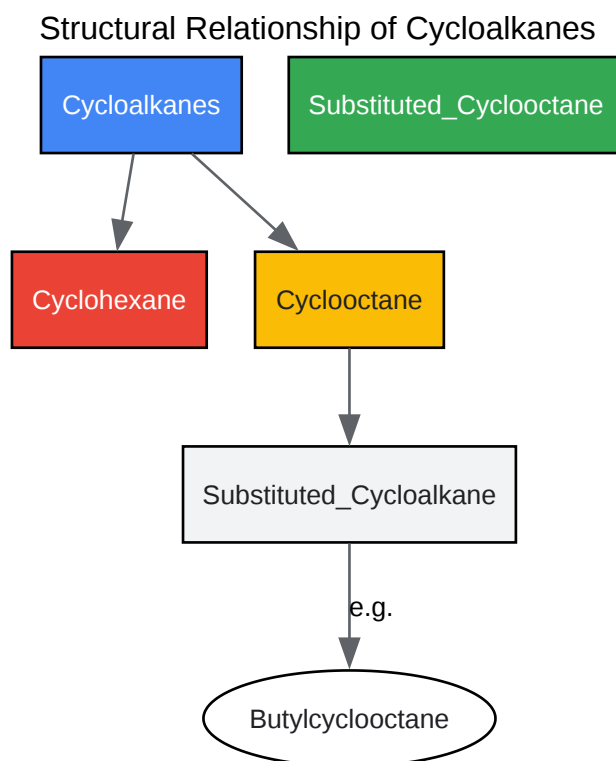 Structural Relationship of Cycloalkanes
Cycloalkanes
Substituted_Cyclooctane
Cyclohexane
Cyclooctane
Substituted_Cycloalkane
e.g.
Butylcyclooctane